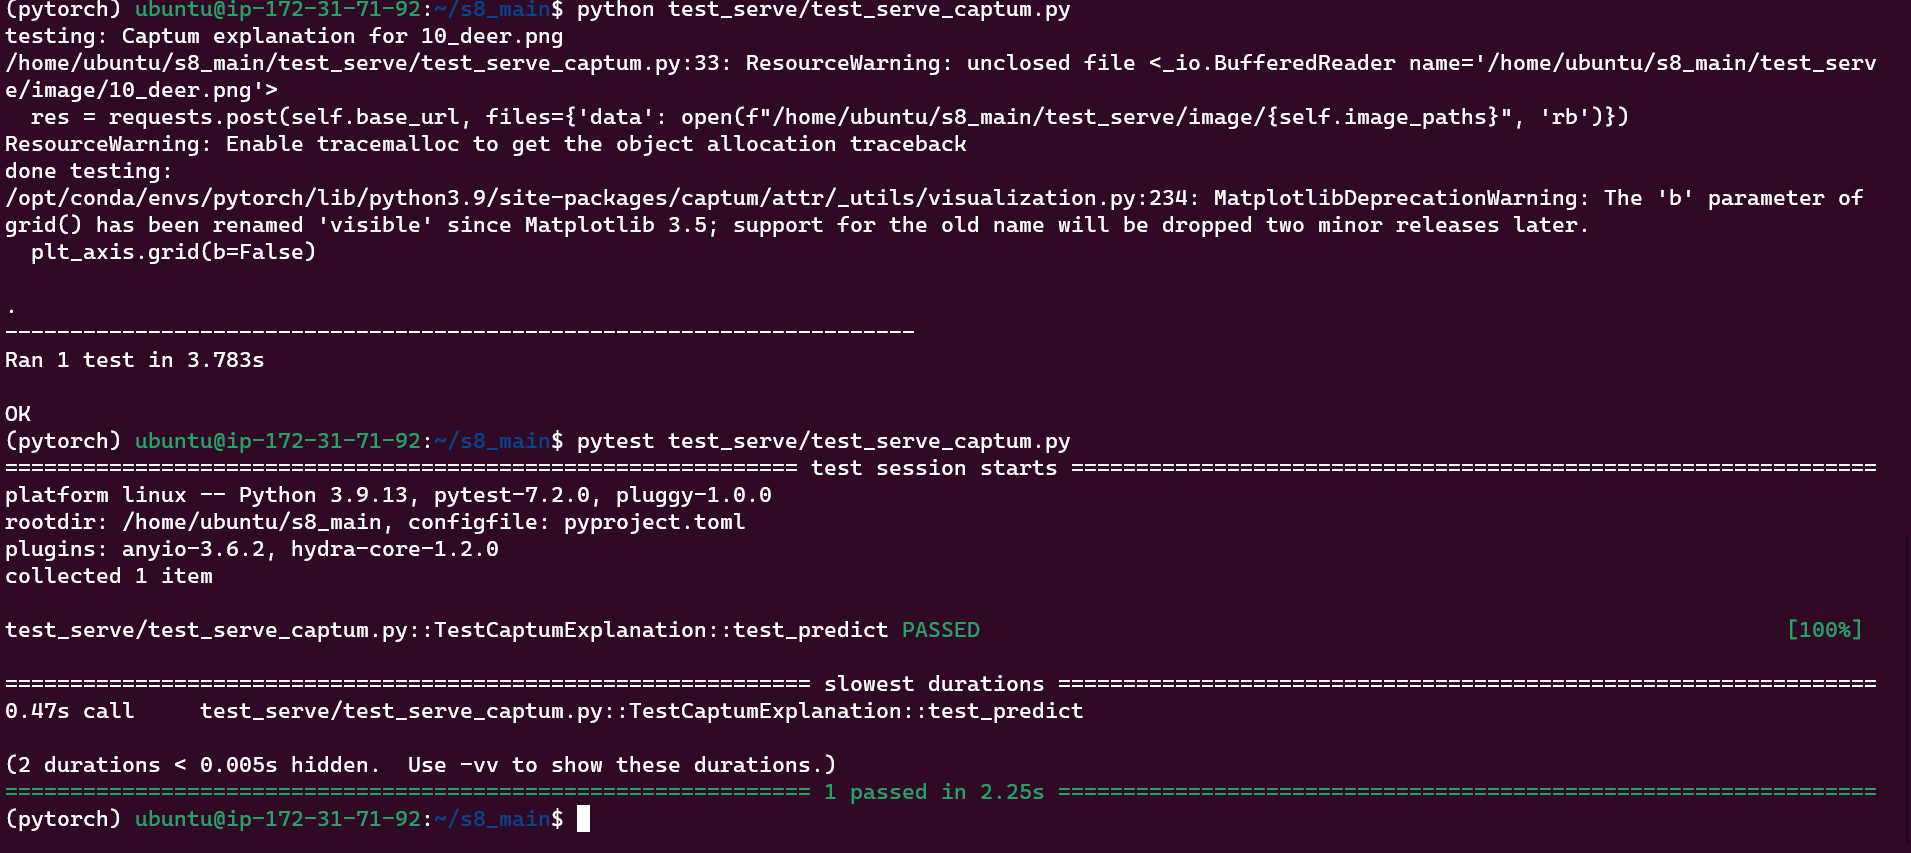 (pytorch) ubuntu@ip-172-31-71-92:~/s8_main$ python test_serve/test_serve_captum.py
testing: Captum explanation for 10_deer.png
/home/ubuntu/s8_main/test_serve/test_serve_captum.py:33: ResourceWarning: unclosed file <_io.BufferedReader name='/home/ubuntu/s8_main/test_serv
e/image/10_deer.png'>
  res = requests.post(self.base_url, files={'data': open(f"/home/ubuntu/s8_main/test_serve/image/{self.image_paths}", 'rb')})
ResourceWarning: Enable tracemalloc to get the object allocation traceback
done testing:
/opt/conda/envs/pytorch/lib/python3.9/site-packages/captum/attr/_utils/visualization.py:234: MatplotlibDeprecationWarning: The 'b' parameter of
grid() has been renamed 'visible' since Matplotlib 3.5; support for the old name will be dropped two minor releases later.
  plt_axis.grid(b=False)
.
----------------------------------------------------------------------
Ran 1 test in 3.783s
OK
(pytorch) ubuntu@ip-172-31-71-92:~/s8_main$ pytest test_serve/test_serve_captum.py
============================================================= test session starts ==============================================================
platform linux -- Python 3.9.13, pytest-7.2.0, pluggy-1.0.0
rootdir: /home/ubuntu/s8_main, configfile: pyproject.toml
plugins: anyio-3.6.2, hydra-core-1.2.0
collected 1 item
test_serve/test_serve_captum.py::TestCaptumExplanation::test_predict PASSED [100%]
============================================================== slowest durations ===============================================================
0.47s call     test_serve/test_serve_captum.py::TestCaptumExplanation::test_predict
(2 durations < 0.005s hidden.  Use -vv to show these durations.)
============================================================== 1 passed in 2.25s ===============================================================
(pytorch) ubuntu@ip-172-31-71-92:~/s8_main$